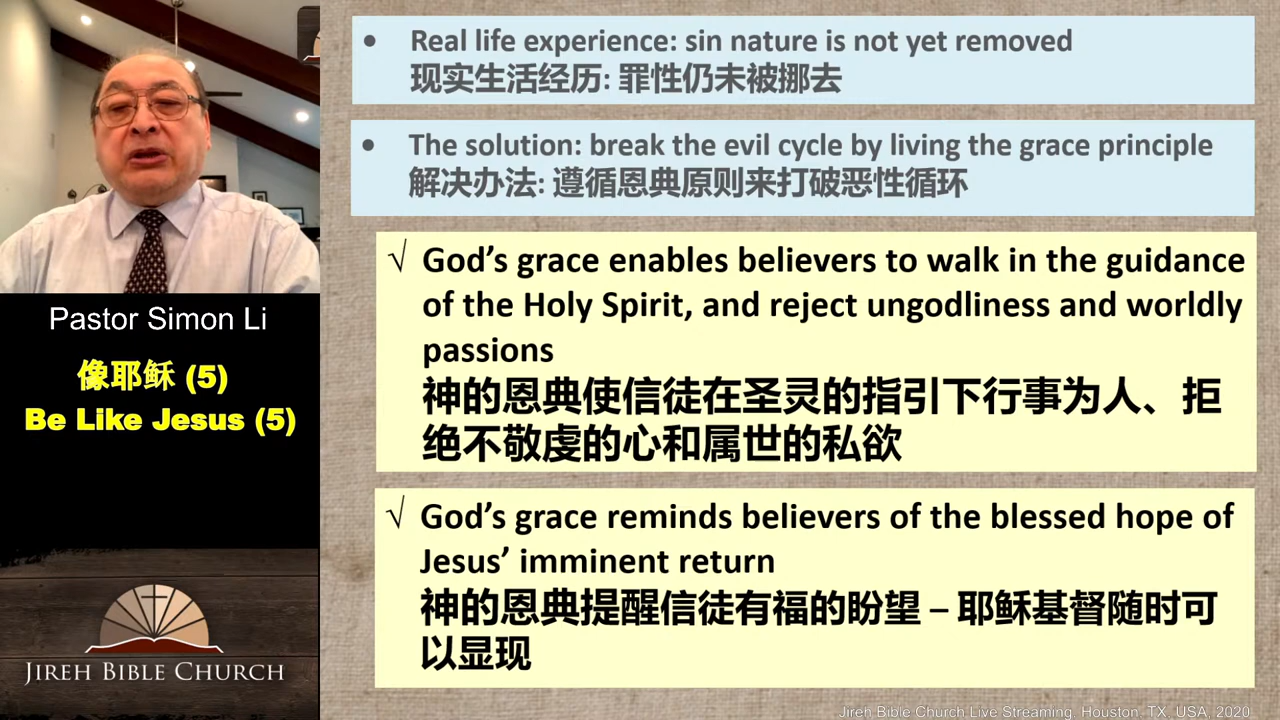 Pastor Simon Li
像耶稣 (5)
Be Like Jesus (5)
JIREH BIBLE CHURCH
• Real life experience: sin nature is not yet removed
现实生活经历: 罪性仍未被挪去
• The solution: break the evil cycle by living the grace principle
解决办法: 遵循恩典原则来打破恶性循环
√ God’s grace enables believers to walk in the guidance
of the Holy Spirit, and reject ungodliness and worldly
passions
神的恩典使信徒在圣灵的指引下行事为人、拒
绝不敬虔的心和属世的私欲
√ God’s grace reminds believers of the blessed hope of
Jesus’ imminent return
神的恩典提醒信徒有福的盼望 – 耶稣基督随时可
以显现
Jireh Bible Church Live Streaming, Houston, TX, USA, 2020